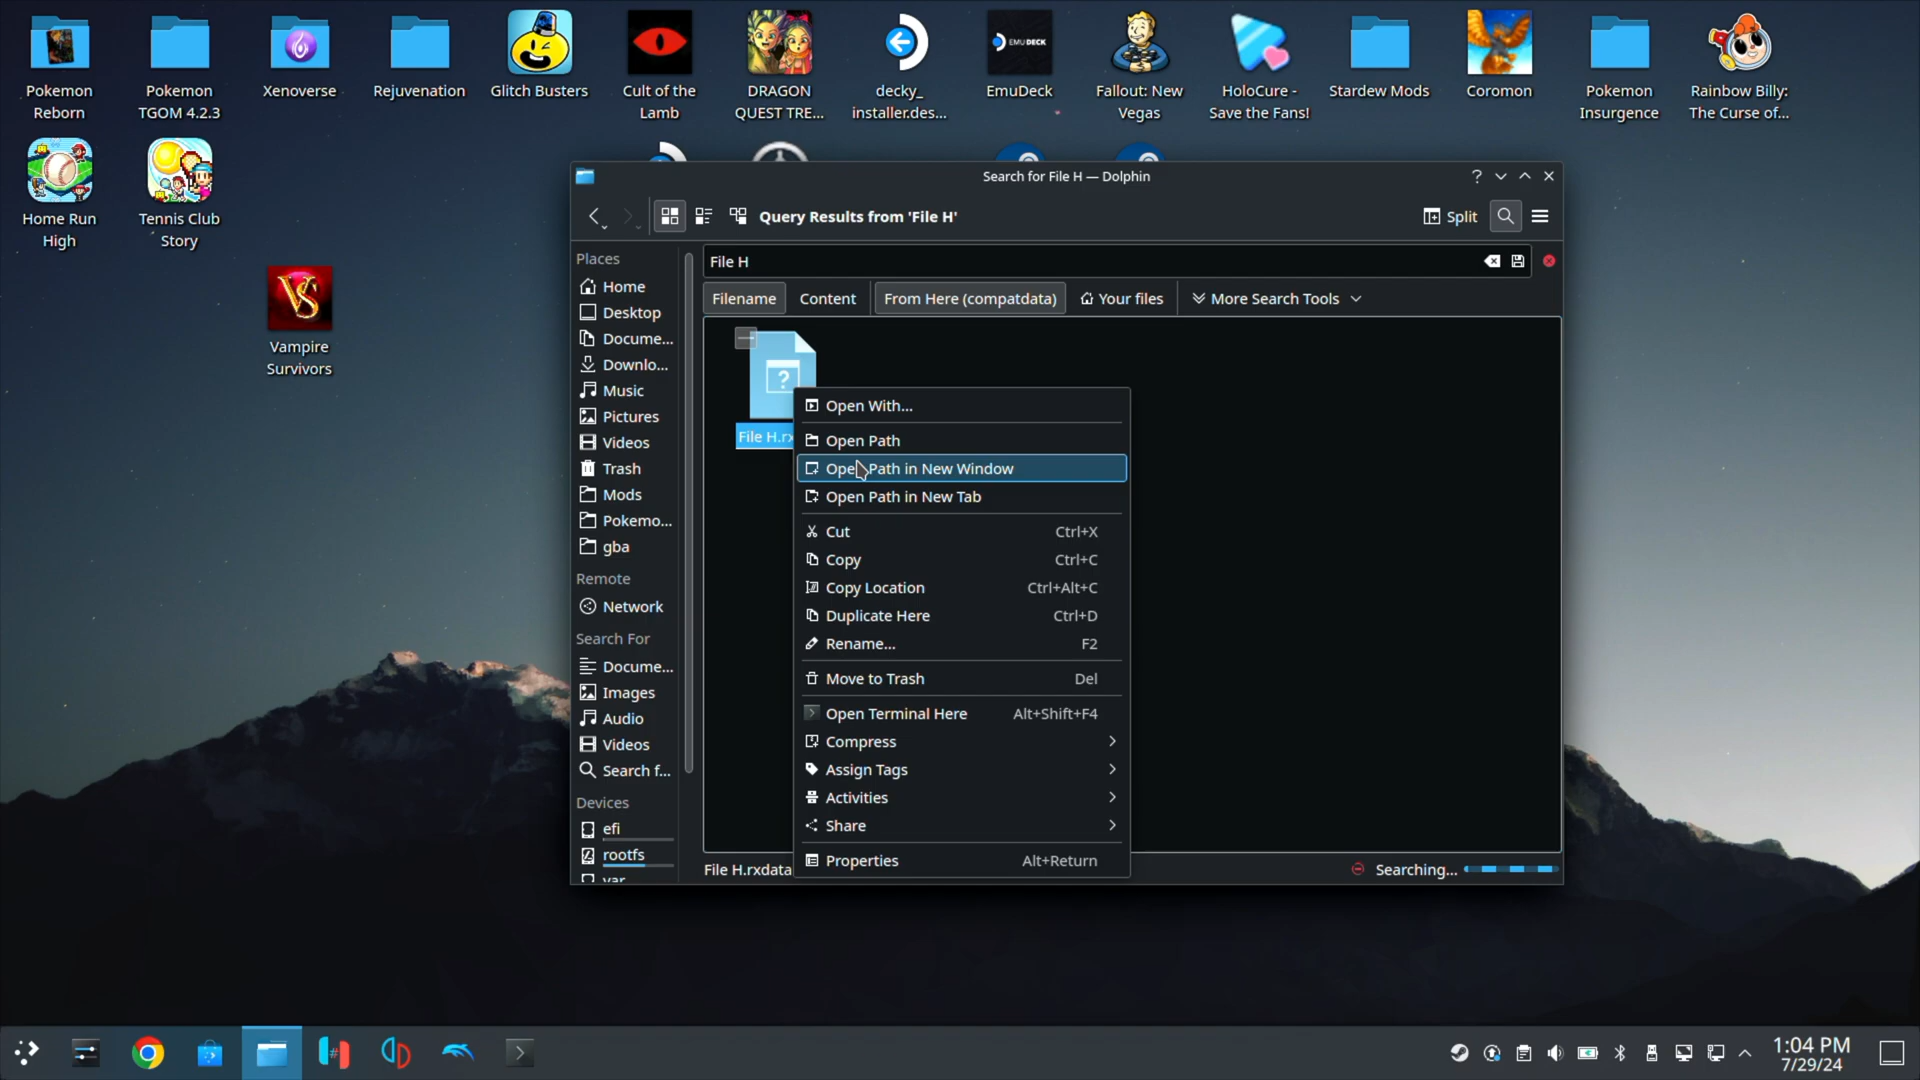 Pokemon
Reborn
Pokemon
TGOM 4.2.3
Xenoverse
Rejuvenation
Glitch Busters
Cult of the
Lamb
DRAGON
QUEST TRE...
decky_
installer.des...
EMUDECK
EmuDeck
Fallout: New
Vegas
HoloCure -
Save the Fans!
Stardew Mods
Coromon
Pokemon
Insurgence
Rainbow Billy:
The Curse of...
Home Run
High
Tennis Club
Story
Vampire
Survivors
Search for File H — Dolphin
Query Results from 'File H'
Split
Places
Home
Desktop
Docume...
Downlo...
Music
Pictures
Videos
Trash
Mods
Pokemo...
gba
Remote
Network
Search For
Docume...
Images
Audio
Videos
Search f...
Devices
efi
rootfs
var
File H
Filename
Content
From Here (compatdata)
Your files
More Search Tools
File H.rx
Open With...
Open Path
Open Path in New Window
Open Path in New Tab
Cut Ctrl+X
Copy Ctrl+C
Copy Location Ctrl+Alt+C
Duplicate Here Ctrl+D
Rename... F2
Move to Trash Del
Open Terminal Here Alt+Shift+F4
Compress
Assign Tags
Activities
Share
Properties Alt+Return
File H.rxdata
Searching...
1:04 PM
7/29/24